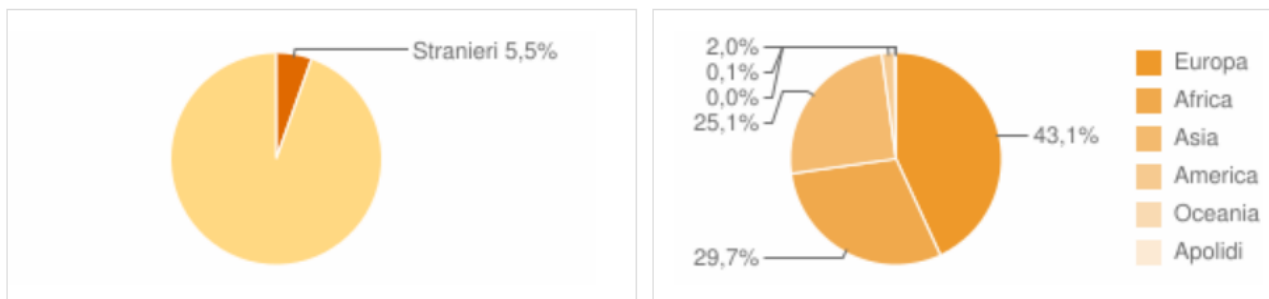 Stranieri 5,5%
2,0%
0,1%
0,0%
25,1%
29,7%
43,1%
Europa
Africa
Asia
America
Oceania
Apolidi